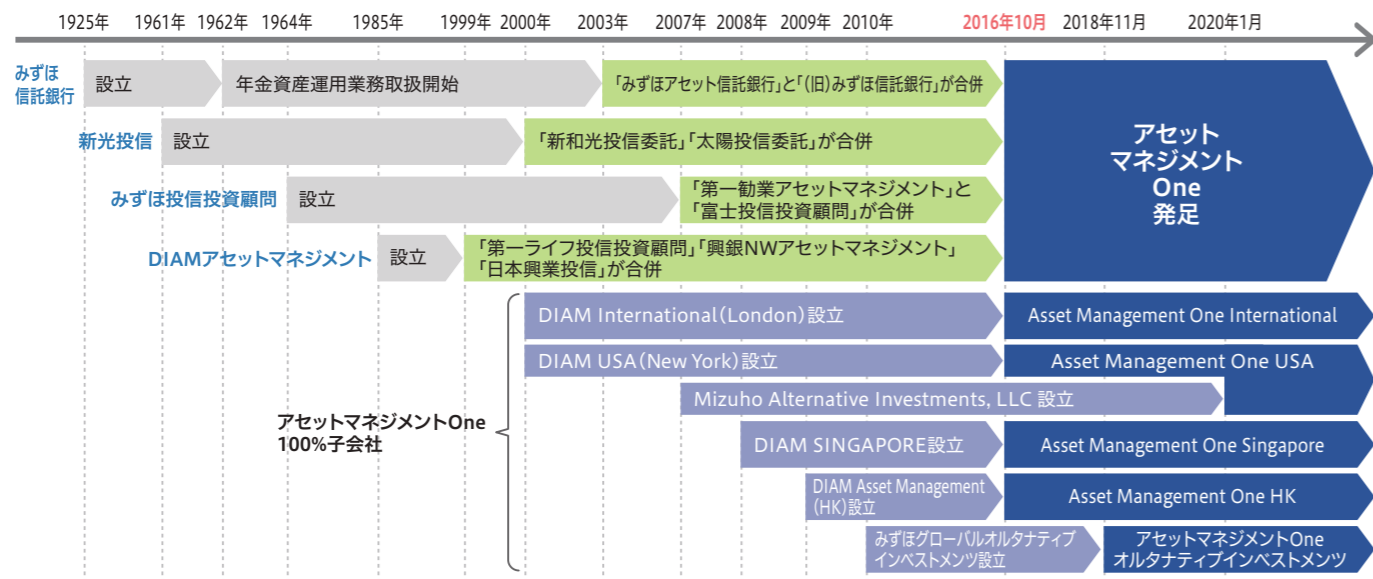 1925年 1961年 1962年 1964年 1985年 1999年 2000年 2003年 2007年 2008年 2009年 2010年 2016年10月 2018年11月 2020年1月
みずほ
信託銀行
設立
年金資産運用業務取扱開始
「みずほアセット信託銀行」と「(旧)みずほ信託銀行」が合併
新光投信
設立
「新和光投信委託」「太陽投信委託」が合併
みずほ投信投資顧問
設立
「第一勧業アセットマネジメント」と
「富士投信投資顧問」が合併
DIAMアセットマネジメント
設立
「第一ライフ投信投資顧問」「興銀NWアセットマネジメント」
「日本興業投信」が合併
アセット
マネジメント
One
発足
アセットマネジメントOne
100%子会社
DIAM International(London)設立
Asset Management One International
DIAM USA(New York)設立
Asset Management One USA
Mizuho Alternative Investments, LLC 設立
DIAM SINGAPORE設立
Asset Management One Singapore
DIAM Asset Management
(HK)設立
Asset Management One HK
みずほグローバルオルタナティブ
インベストメンツ設立
アセットマネジメントOne
オルタナティブインベストメンツ